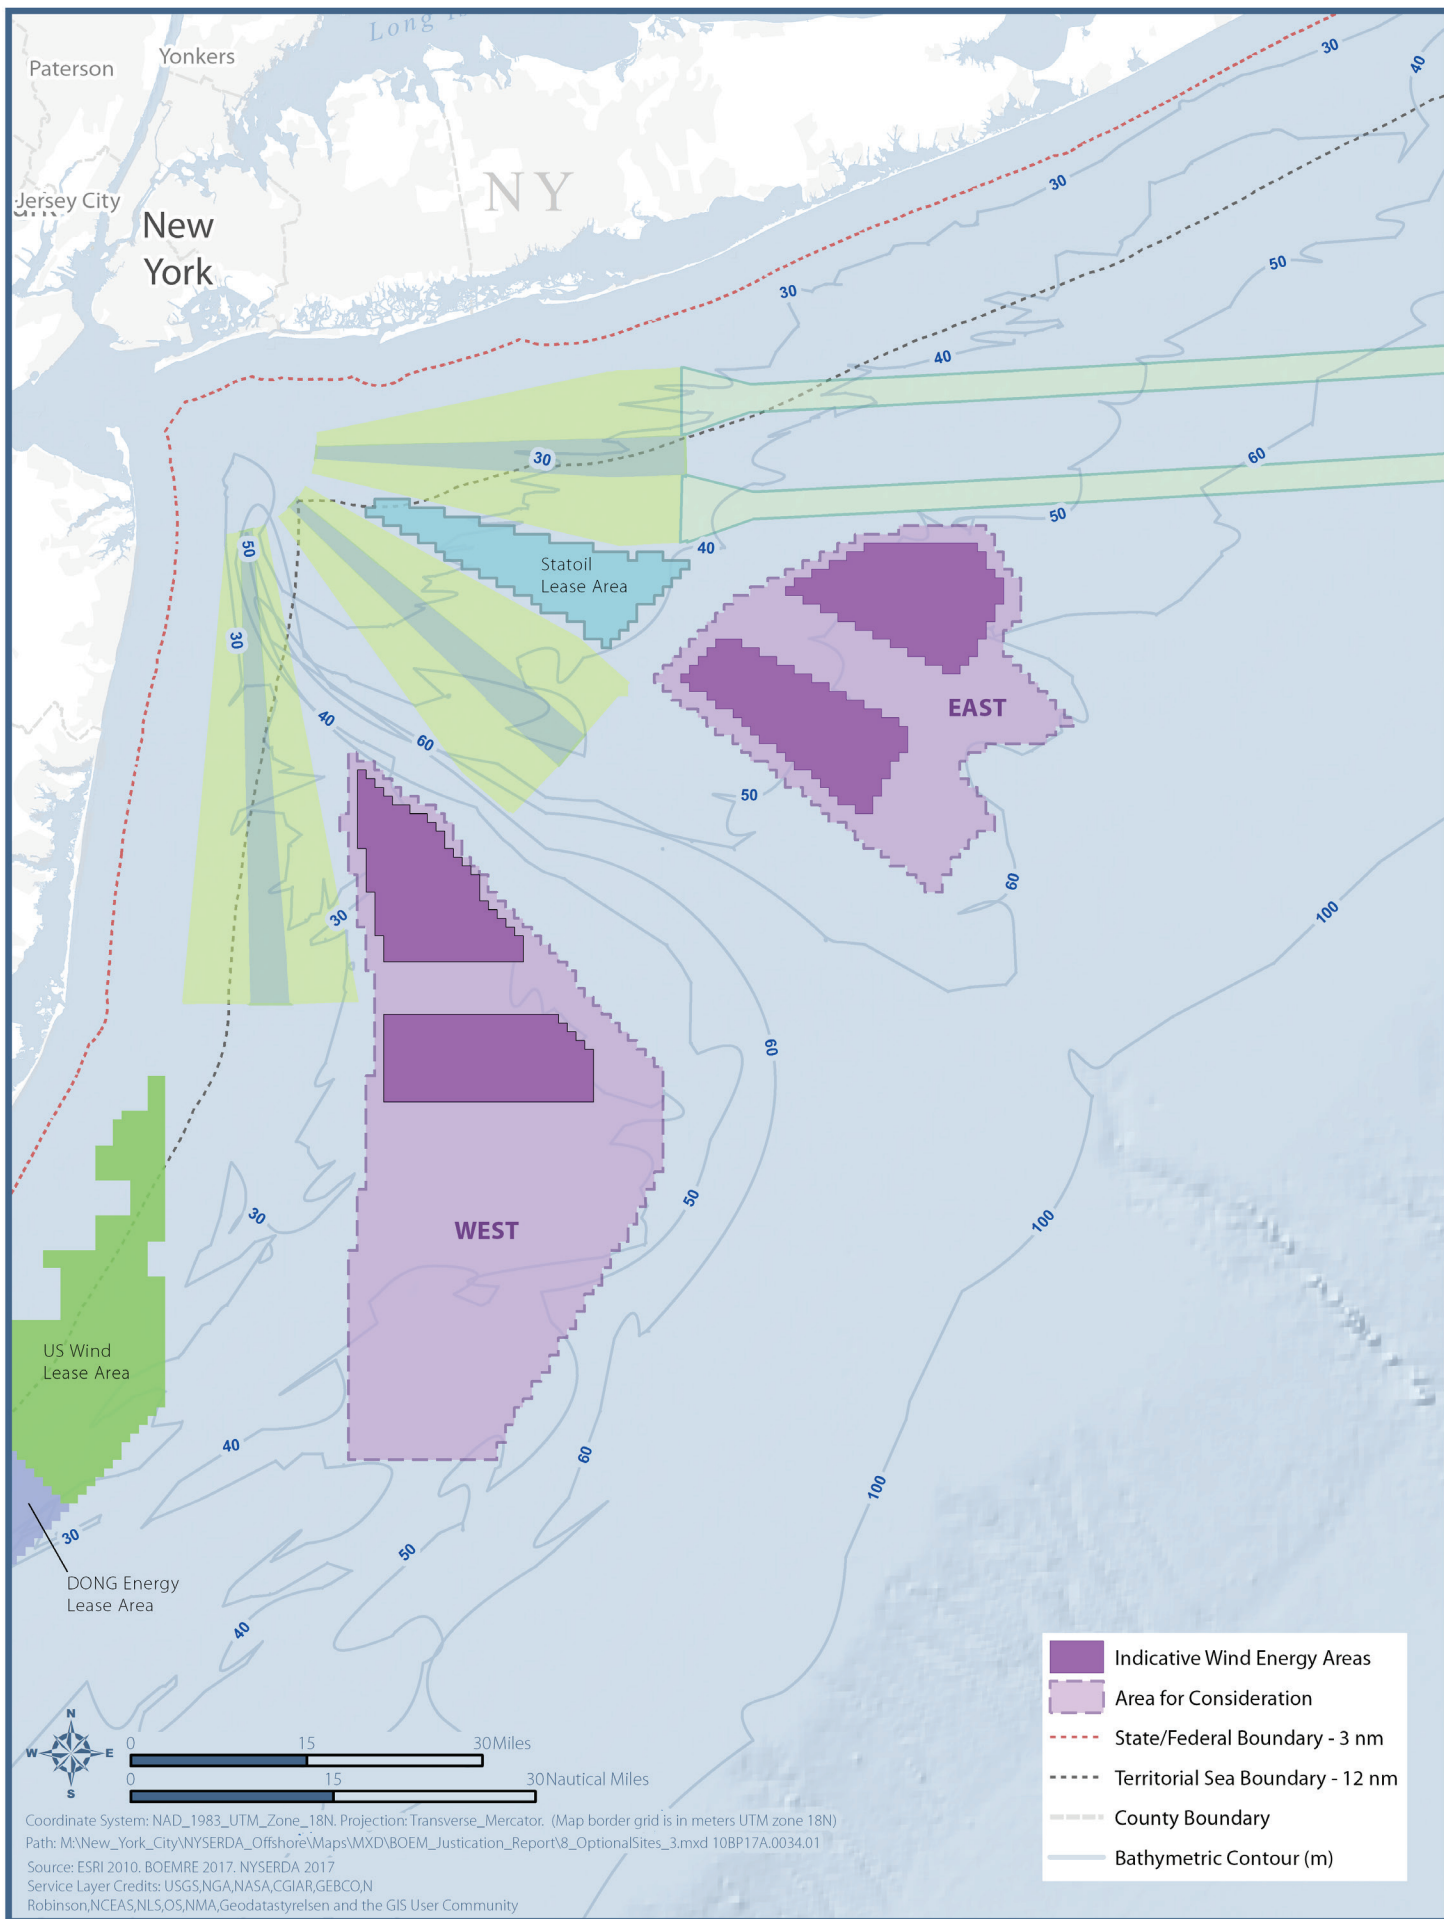 Long I
Paterson
Yonkers
Jersey City
New
York
NY
30
40
30
50
30
40
30
60
50
40
50
Statoil
Lease Area
30
40
60
EAST
50
60
30
100
60
50
WEST
30
100
US Wind
Lease Area
40
60
100
30
50
DONG Energy
Lease Area
40
N
W
E
S
0 15 30 Miles
0 15 30 Nautical Miles
Indicative Wind Energy Areas
Area for Consideration
State/Federal Boundary - 3 nm
Territorial Sea Boundary - 12 nm
County Boundary
Bathymetric Contour (m)
Coordinate System: NAD_1983_UTM_Zone_18N. Projection: Transverse_Mercator. (Map border grid is in meters UTM zone 18N)
Path: M:\New_York_City\NYSERDA_Offshore\Maps\MXD\BOEM_Justication_Report\8_OptionalSites_3.mxd 10BP17A.0034.01
Source: ESRI 2010. BOEMRE 2017. NYSERDA 2017
Service Layer Credits: USGS,NGA,NASA,CGIAR,GEBCO,N
Robinson,NCEAS,NLS,OS,NMA,Geodatastyrelsen and the GIS User Community